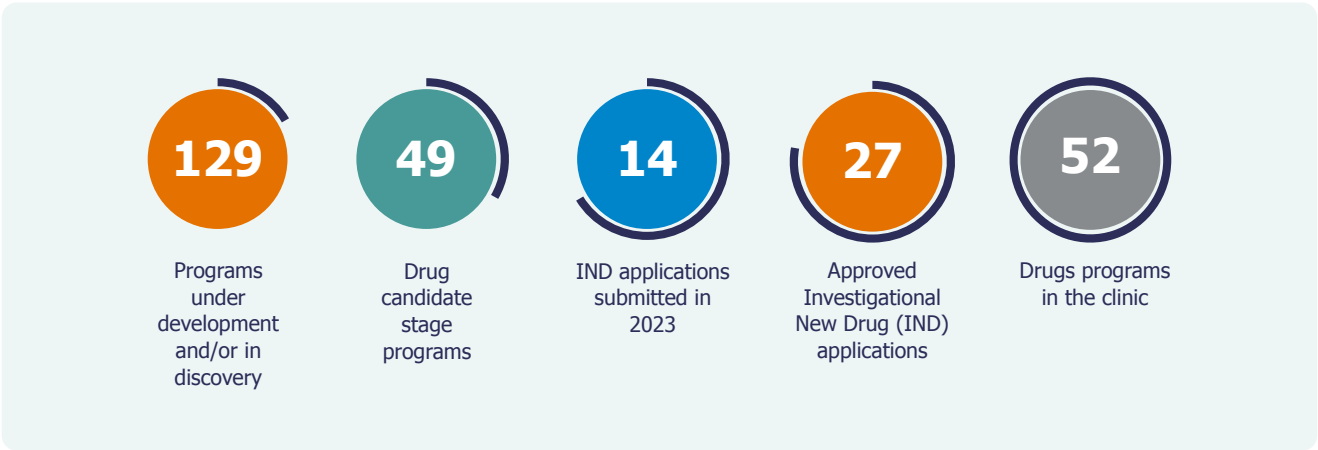 129
Programs
under
development
and/or in
discovery
49
Drug
candidate
stage
programs
14
IND applications
submitted in
2023
27
Approved
Investigational
New Drug (IND)
applications
52
Drugs programs
in the clinic